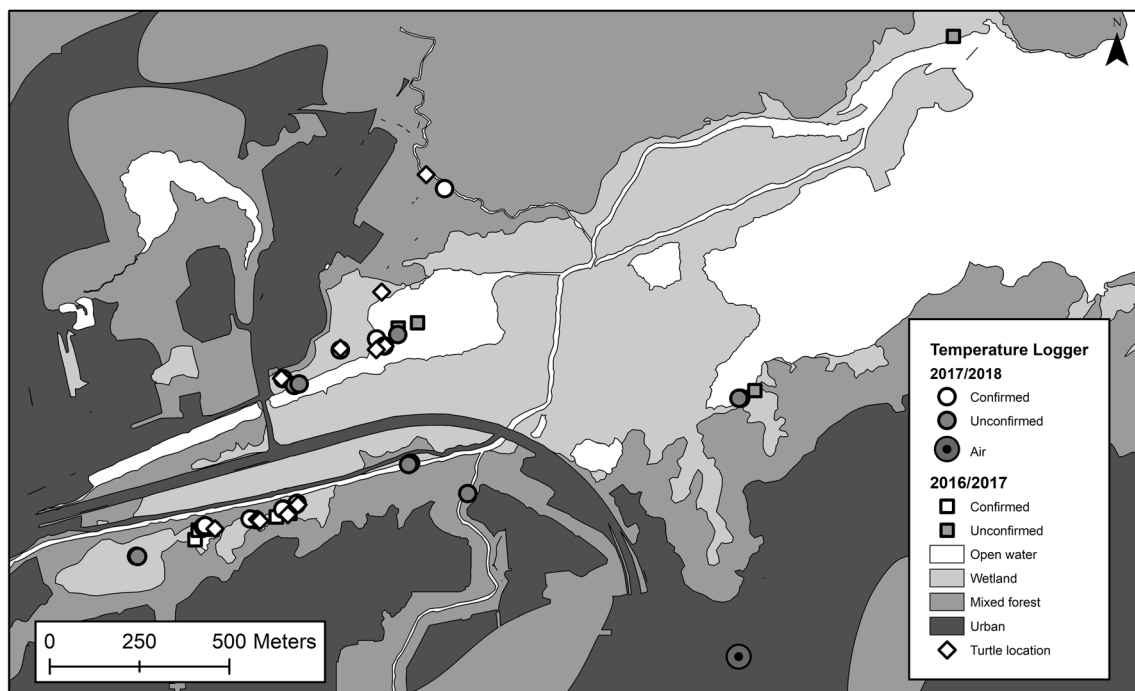 N
Temperature Logger
2017/2018
Confirmed
Unconfirmed
Air
2016/2017
Confirmed
Unconfirmed
Open water
Wetland
Mixed forest
Urban
Turtle location
0 250 500 Meters